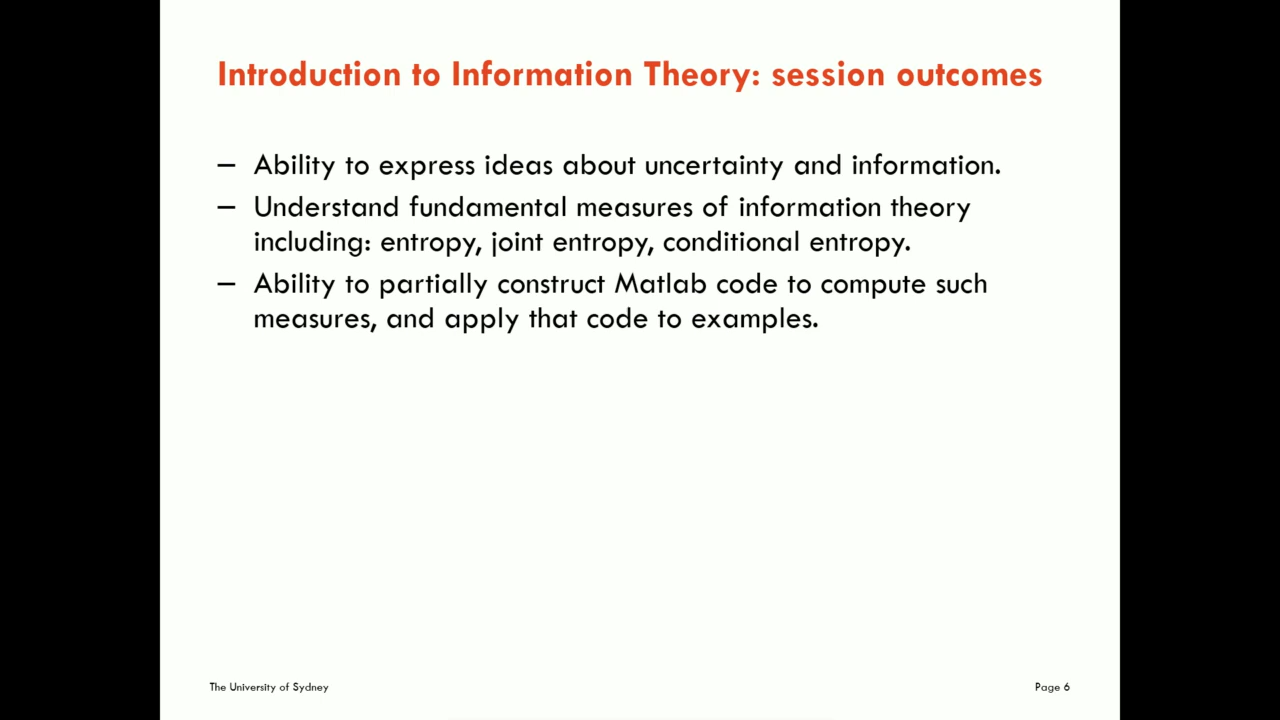 Introduction to Information Theory: session outcomes
– Ability to express ideas about uncertainty and information.
– Understand fundamental measures of information theory
including: entropy, joint entropy, conditional entropy.
– Ability to partially construct Matlab code to compute such
measures, and apply that code to examples.
The University of Sydney
Page 6